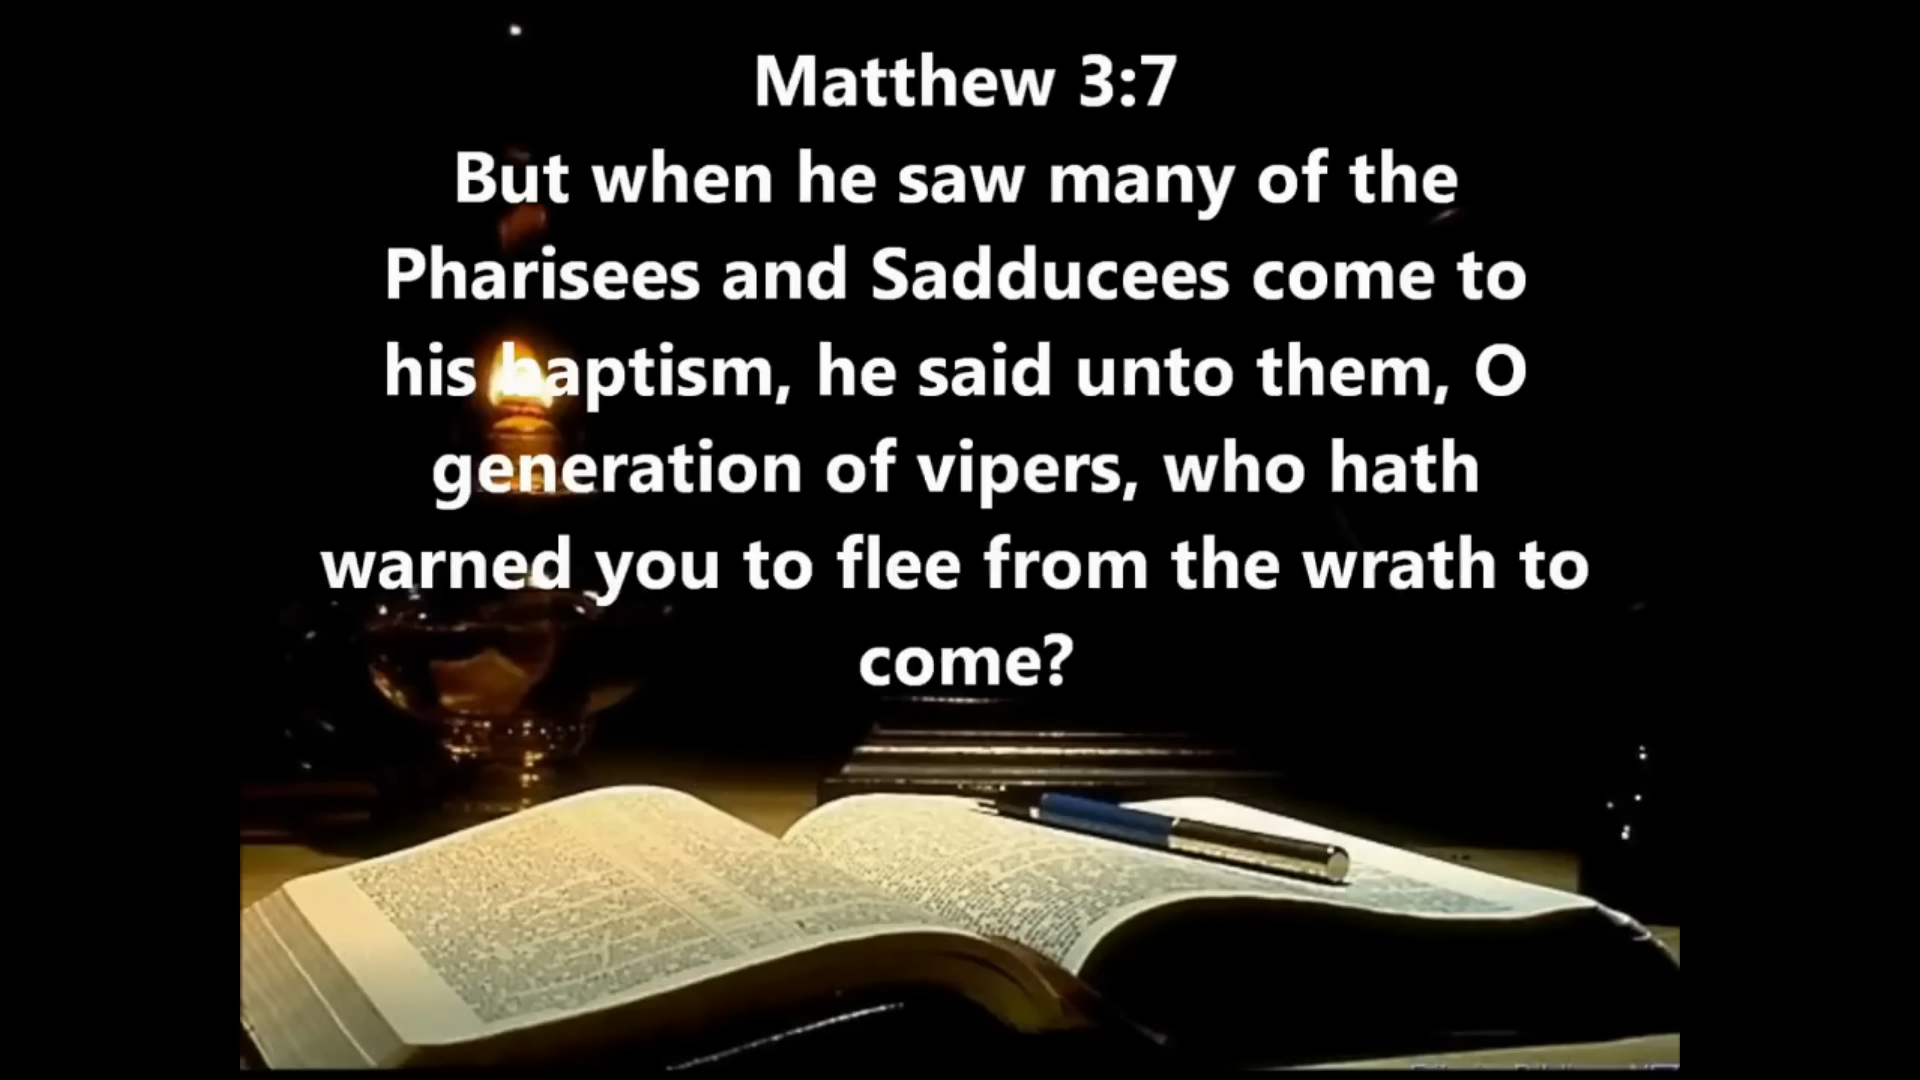 Matthew 3:7
But when he saw many of the
Pharisees and Sadducees come to
his baptism, he said unto them, O
generation of vipers, who hath
warned you to flee from the wrath to
come?